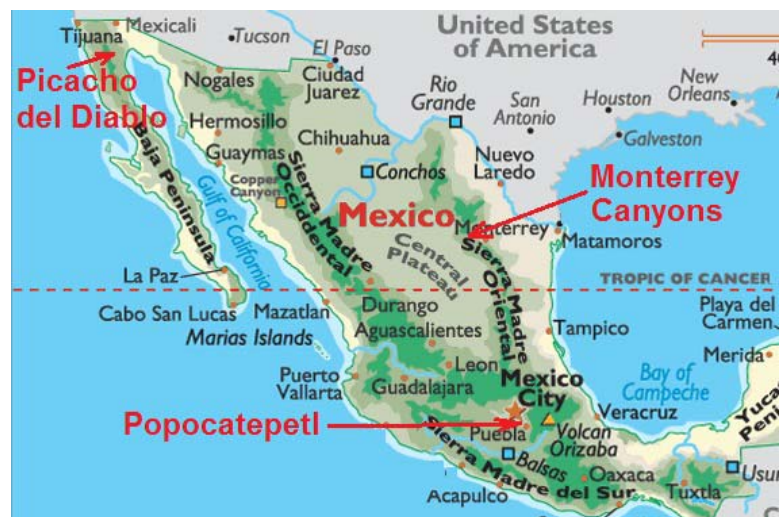 United States
of America
Tijuana
Mexicali
Tucson
El Paso
Picacho
del Diablo
Nogales
Ciudad
Juarez
Rio
Grande
San
Antonio
Houston
New
Orleans
Galveston
Hermosillo
Chihuahua
Guaymas
Copper
Canyon
Conchos
Nuevo
Laredo
Baja Peninsula
Gulf of California
Sierra Madre
Occidental
Mexico
Monterrey
Canyons
Monterrey
Matamoros
Central
Plateau
Sierra Madre
Oriental
La Paz
TROPIC OF CANCER
Cabo San Lucas
Mazatlan
Durango
Marias Islands
Aguascalientes
Tampico
Playa del
Carmen
Merida
Puerto
Vallarta
Leon
Guadalajara
Mexico
City
Bay of
Campeche
Popocatepetl
Puebla
Veracruz
Volcan
Orizaba
Balsas
Sierra Madre del Sur
Oaxaca
Acapulco
Tuxtla